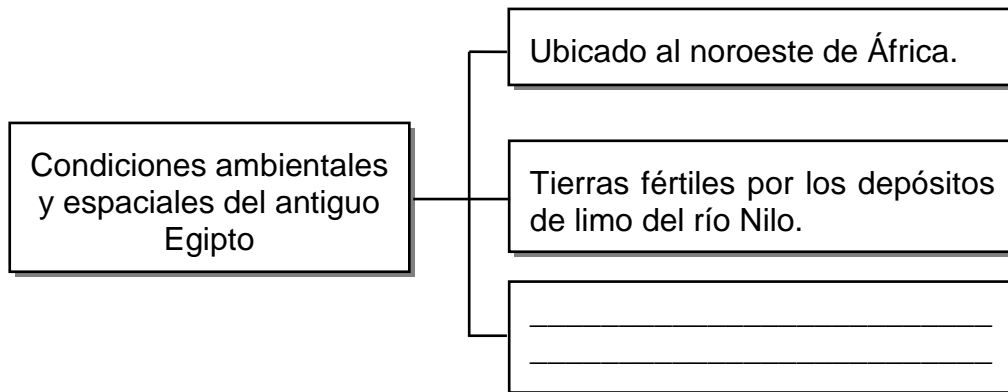 Ubicado al noroeste de África.
Condiciones ambientales
y espaciales del antiguo
Egipto
Tierras fértiles por los depósitos
de limo del río Nilo.